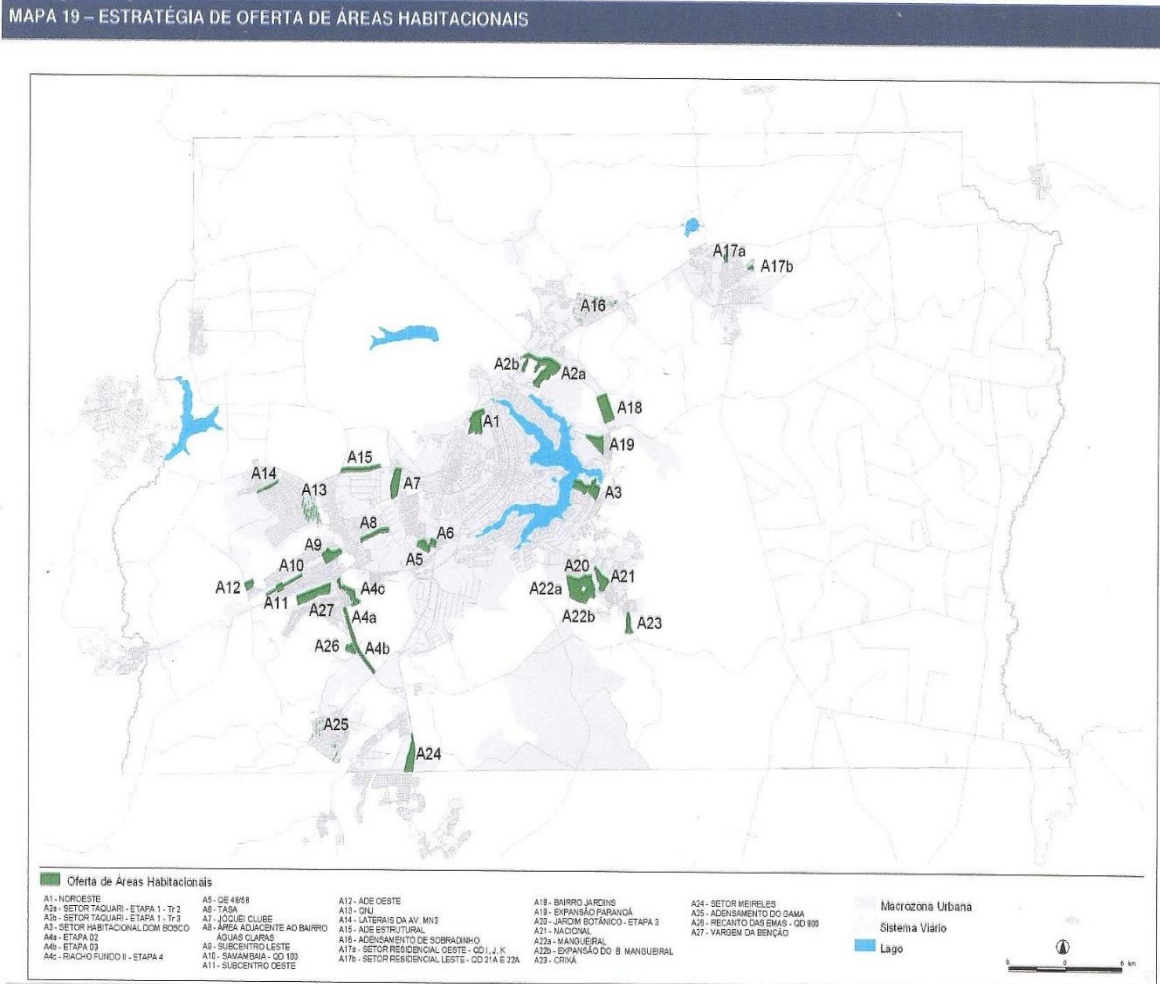 MAPA 19 – ESTRATÉGIA DE OFERTA DE ÁREAS HABITACIONAIS
A17a
A17b
A16
A2b
A2a
A18
A1
A19
A15
A14
A7
A3
A13
A8
A6
A9
A5
A20
A10
A21
A12
A4c
A22a
A11
A27
A4a
A22b
A23
A26
A4b
A25
A24
Oferta de Áreas Habitacionais
A1 - NOROESTE
A2a - SETOR TAQUARI - ETAPA 1 - Tr 2
A2b - SETOR TAQUARI - ETAPA 1 - Tr 3
A3 - SETOR HABITACIONAL DOM BOSCO
A4a - ETAPA 02
A4b - ETAPA 03
A4c - RIACHO FUNDO II - ETAPA 4
A5 - QE 48/58
A6 - TASA
A7 - JÓQUEI CLUBE
A8 - ÁREA ADJACENTE AO BAIRRO
ÁGUAS CLARAS
A9 - SUBCENTRO LESTE
A10 - SAMAMBAIA - QD 100
A11 - SUBCENTRO OESTE
A12 - ADE OESTE
A13 - QNJ
A14 - LATERAIS DA AV. MN2
A15 - ADE ESTRUTURAL
A16 - ADENSAMENTO DE SOBRADINHO
A17a - SETOR RESIDENCIAL OESTE - QD I, J, K
A17b - SETOR RESIDENCIAL LESTE - QD 21A E 22A
A18 - BAIRRO JARDINS
A19 - EXPANSÃO PARANOÁ
A20 - JARDIM BOTÂNICO - ETAPA 3
A21 - NACIONAL
A22a - MANGUEIRAL
A22b - EXPANSÃO DO B MANGUEIRAL
A23 - CRIXÁ
A24 - SETOR MEIRELES
A25 - ADENSAMENTO DO GAMA
A26 - RECANTO DAS EMAS - QD 900
A27 - VARGEM DA BENÇÃO
Macrozona Urbana
Sistema Viário
Lago
6 km